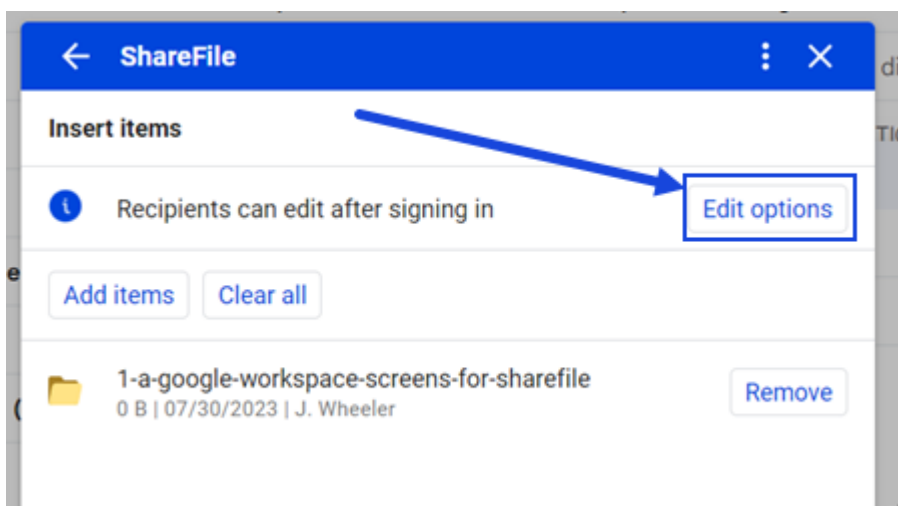 ShareFile
Insert items
Recipients can edit after signing in
Edit options
Add items
Clear all
1-a-google-workspace-screens-for-sharefile
0 B | 07/30/2023 | J. Wheeler
Remove